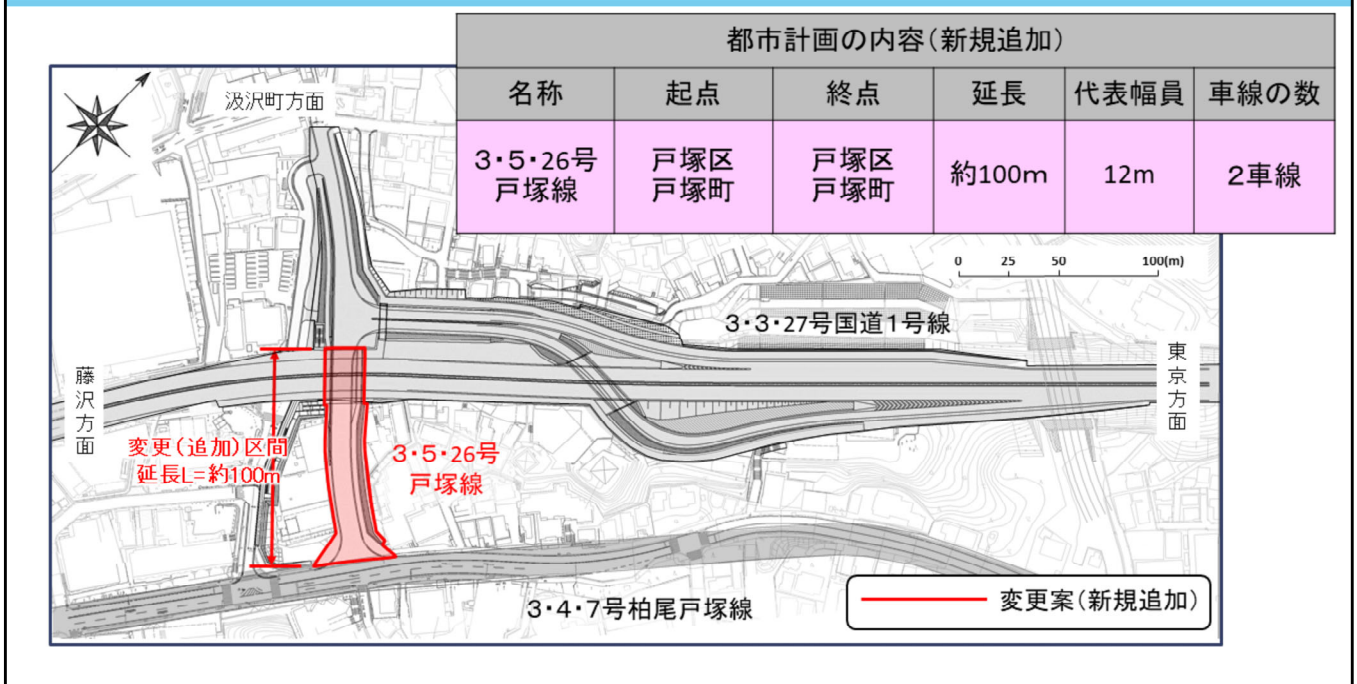 都市計画の内容(新規追加)
名称 起点 終点 延長 代表幅員 車線の数
3・5・26号
戸塚線
戸塚区
戸塚町
戸塚区
戸塚町
約100m
12m
2車線
汲沢町方面
0 25 50 100(m)
3・3・27号国道1号線
東京方面
藤沢方面
変更(追加)区間
延長L=約100m
3・5・26号
戸塚線
3・4・7号柏尾戸塚線
変更案(新規追加)